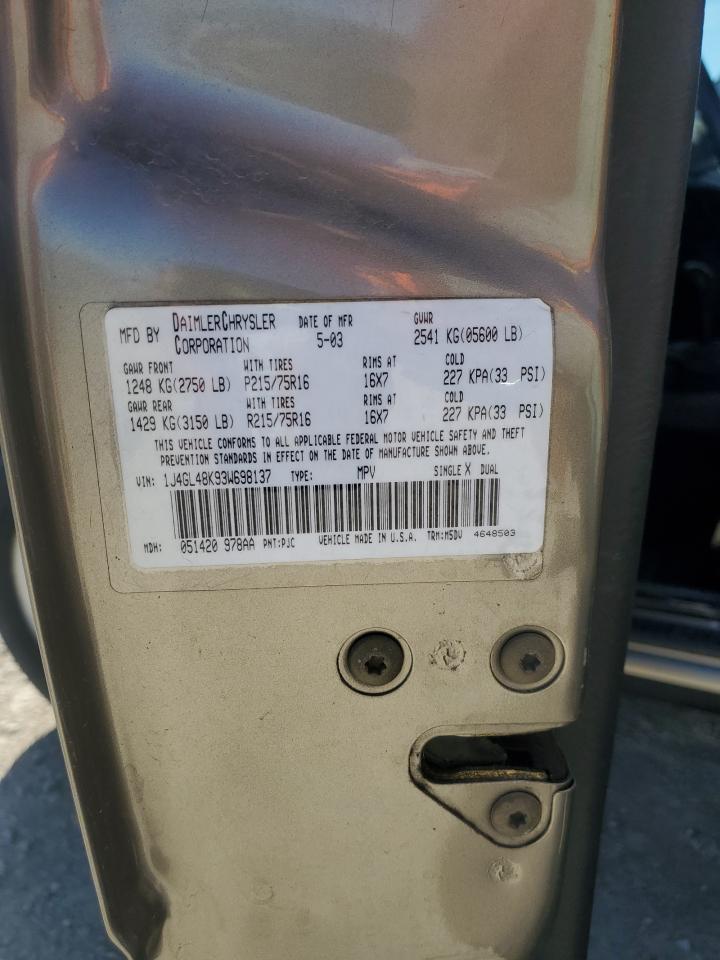 MFD BY DAIMLERCHRYSLER CORPORATION DATE OF MFR 5-03 GVWR 2541 KG(05600 LB)
GAWR FRONT WITH TIRES RIMS AT COLD
1248 KG(2750 LB) P215/75R16 16X7 227 KPA(33 PSI)
GAWR REAR WITH TIRES RIMS AT COLD
1429 KG(3150 LB) R215/75R16 16X7 227 KPA(33 PSI)
THIS VEHICLE CONFORMS TO ALL APPLICABLE FEDERAL MOTOR VEHICLE SAFETY AND THEFT
PREVENTION STANDARDS IN EFFECT ON THE DATE OF MANUFACTURE SHOWN ABOVE.
VIN: 1J4GL48K93W698137 TYPE: MPV SINGLE X DUAL
MDH: 051420 978AA PNT:PJC VEHICLE MADE IN U.S.A. TRM:M5DV 4648503